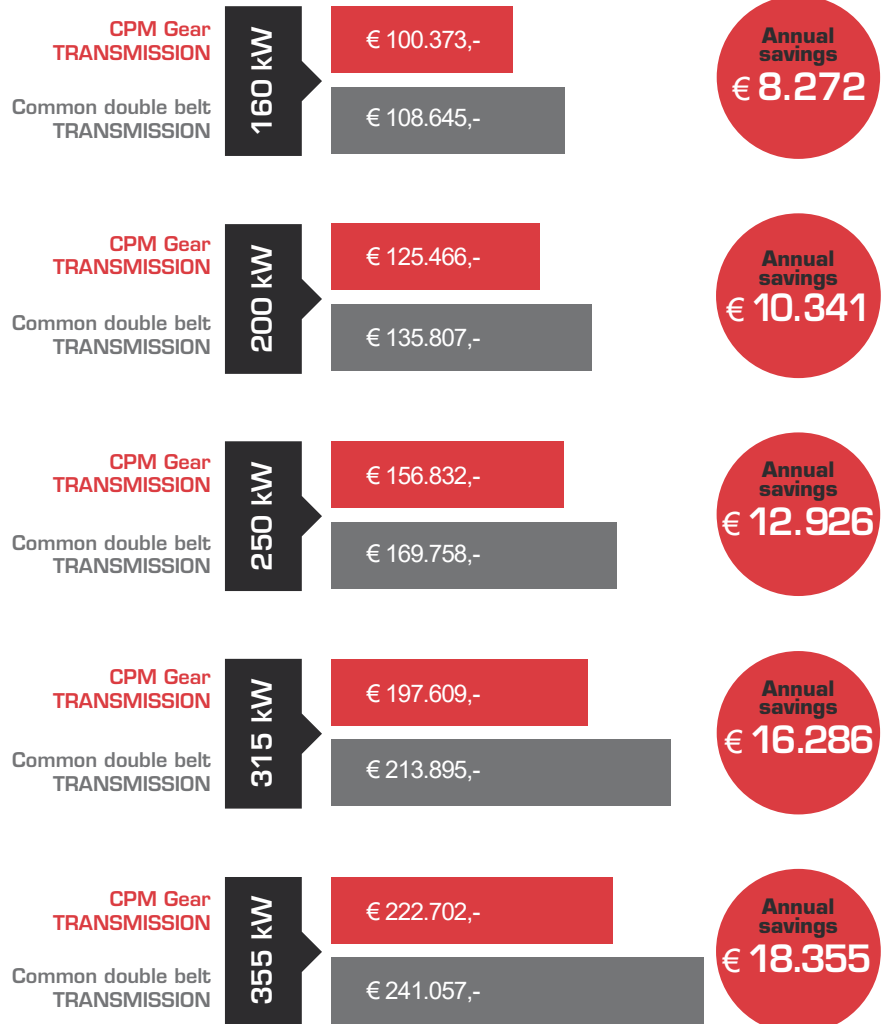 CPM Gear
TRANSMISSION
160 kW
€ 100.373,-
Common double belt
TRANSMISSION
€ 108.645,-
Annual
savings
€ 8.272
CPM Gear
TRANSMISSION
200 kW
€ 125.466,-
Common double belt
TRANSMISSION
€ 135.807,-
Annual
savings
€ 10.341
CPM Gear
TRANSMISSION
250 kW
€ 156.832,-
Common double belt
TRANSMISSION
€ 169.758,-
Annual
savings
€ 12.926
CPM Gear
TRANSMISSION
315 kW
€ 197.609,-
Common double belt
TRANSMISSION
€ 213.895,-
Annual
savings
€ 16.286
CPM Gear
TRANSMISSION
355 kW
€ 222.702,-
Common double belt
TRANSMISSION
€ 241.057,-
Annual
savings
€ 18.355